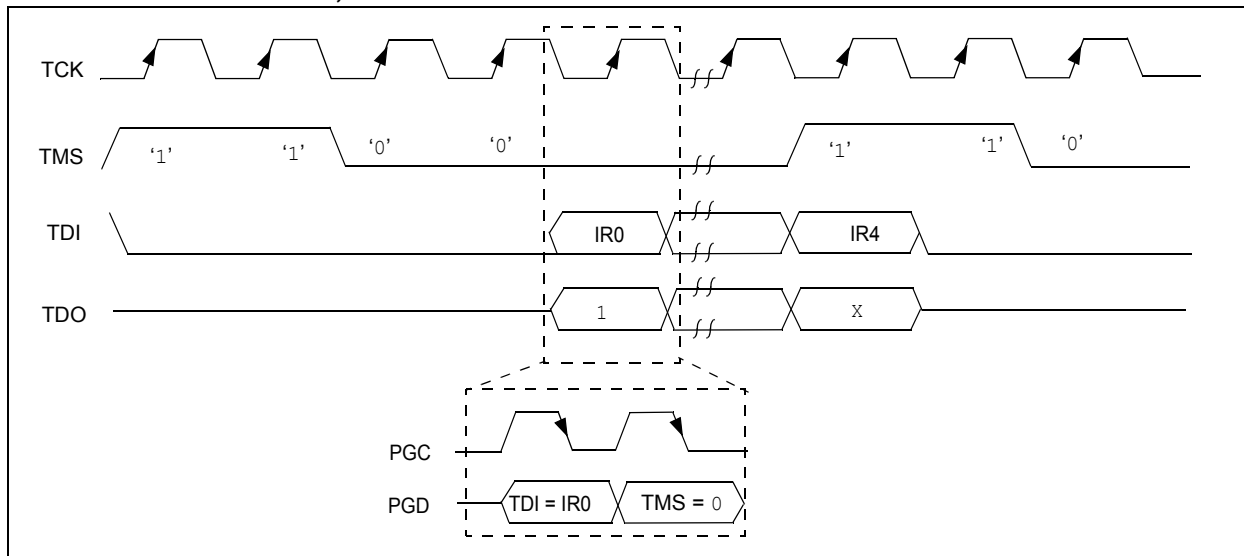 TCK
TMS
‘1’ ‘1’ ‘0’ ‘0’ ‘1’ ‘1’ ‘0’
TDI
IR0 IR4
TDO
1 X
PGC
PGD
TDI = IR0 TMS = 0